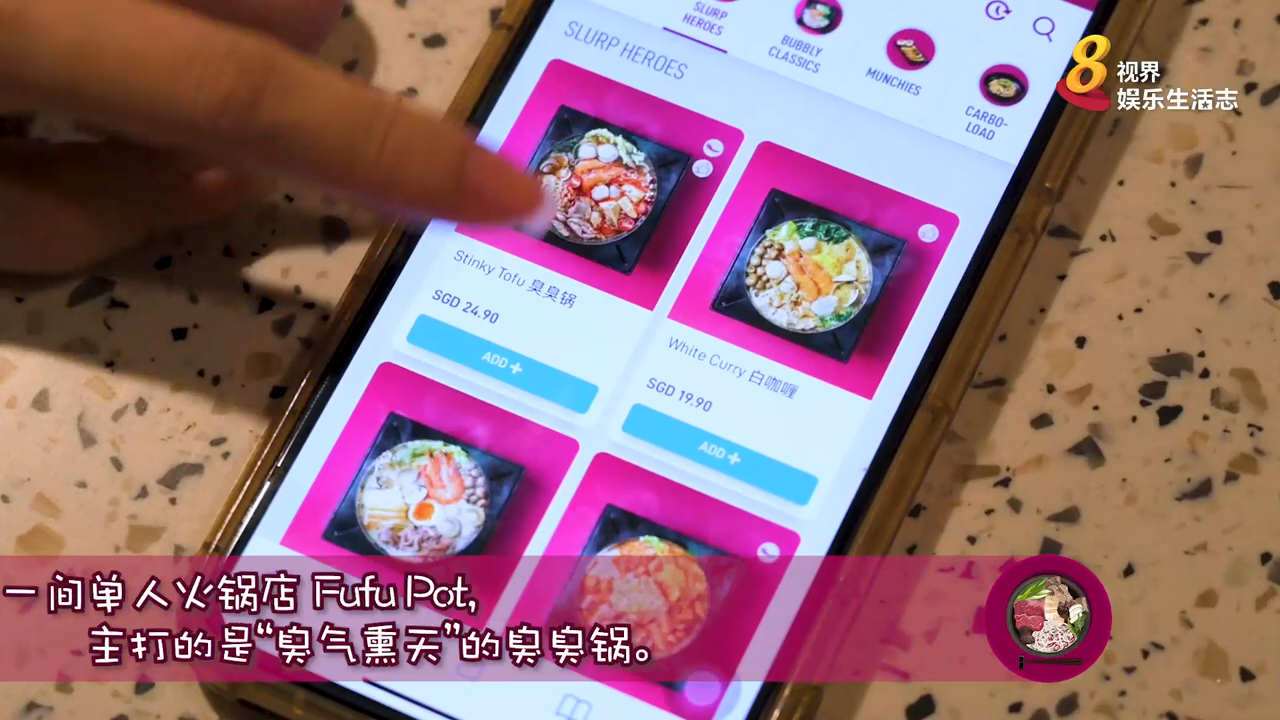 SLURP
HEROES
BUBBLY
CLASSICS
MUNCHIES
CARBO-
LOAD
8 视界
娱乐生活志
SLURP HEROES
Stinky Tofu 臭臭锅
SGD 24.90
ADD +
White Curry 白咖喱
SGD 19.90
ADD +
一间单人火锅店 Fufu Pot,
主打的是“臭气熏天”的臭臭锅。